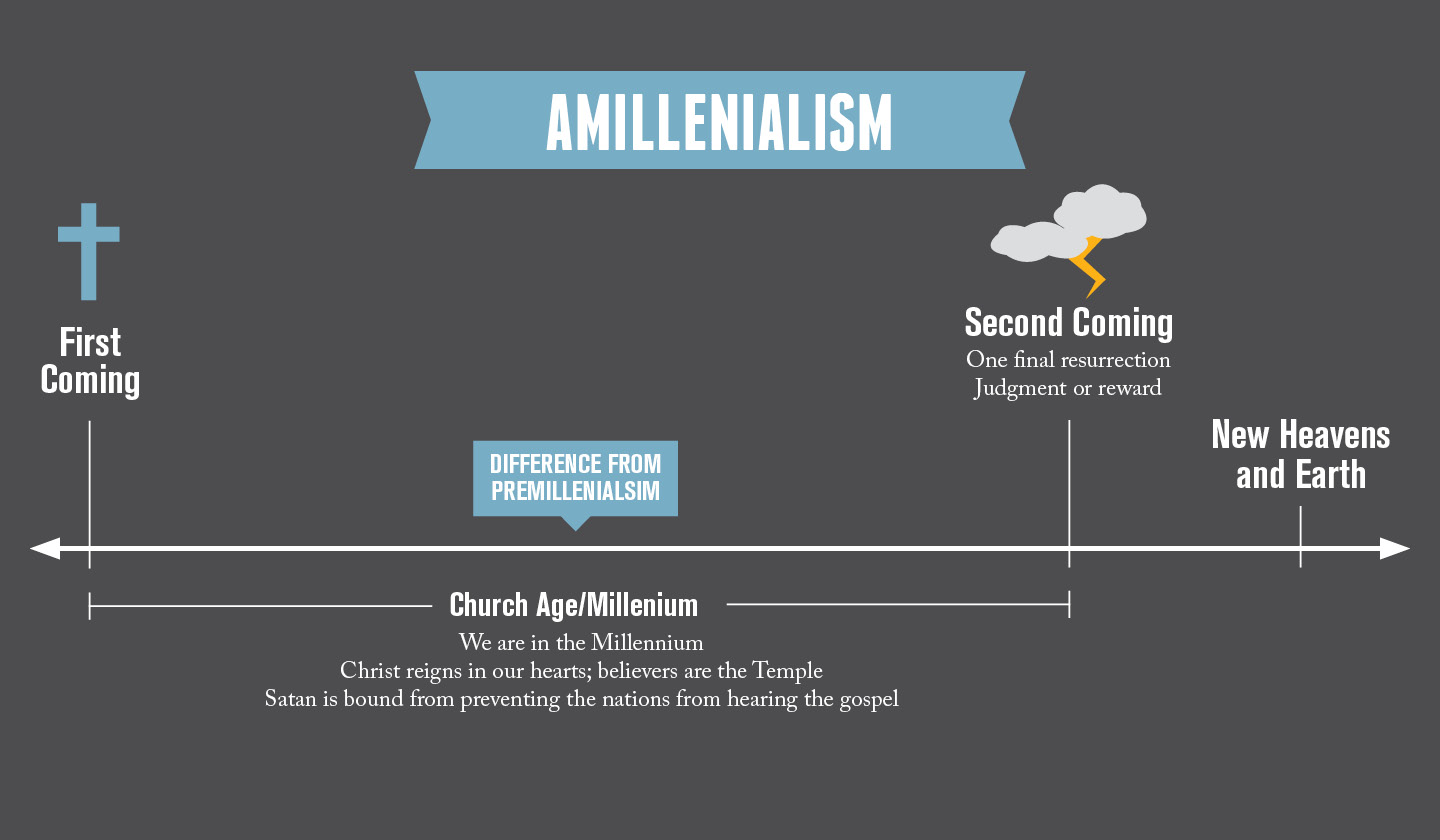 AMILLENIALISM
First
Coming
Second Coming
One final resurrection
Judgment or reward
New Heavens
and Earth
DIFFERENCE FROM
PREMILLENIALSIM
Church Age/Millenium
We are in the Millennium
Christ reigns in our hearts; believers are the Temple
Satan is bound from preventing the nations from hearing the gospel